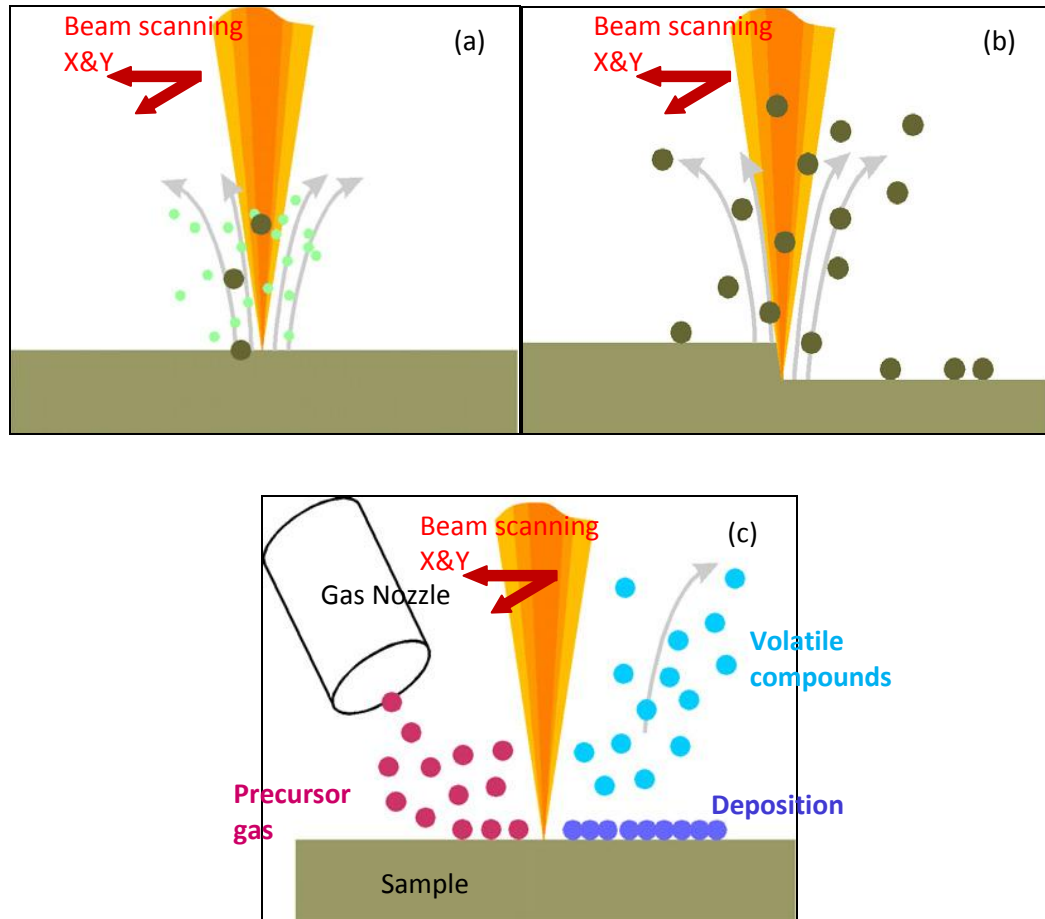 Beam scanning
X&Y
(a)
Beam scanning
X&Y
(b)
Beam scanning
X&Y
(c)
Gas Nozzle
Volatile
compounds
Precursor
gas
Deposition
Sample